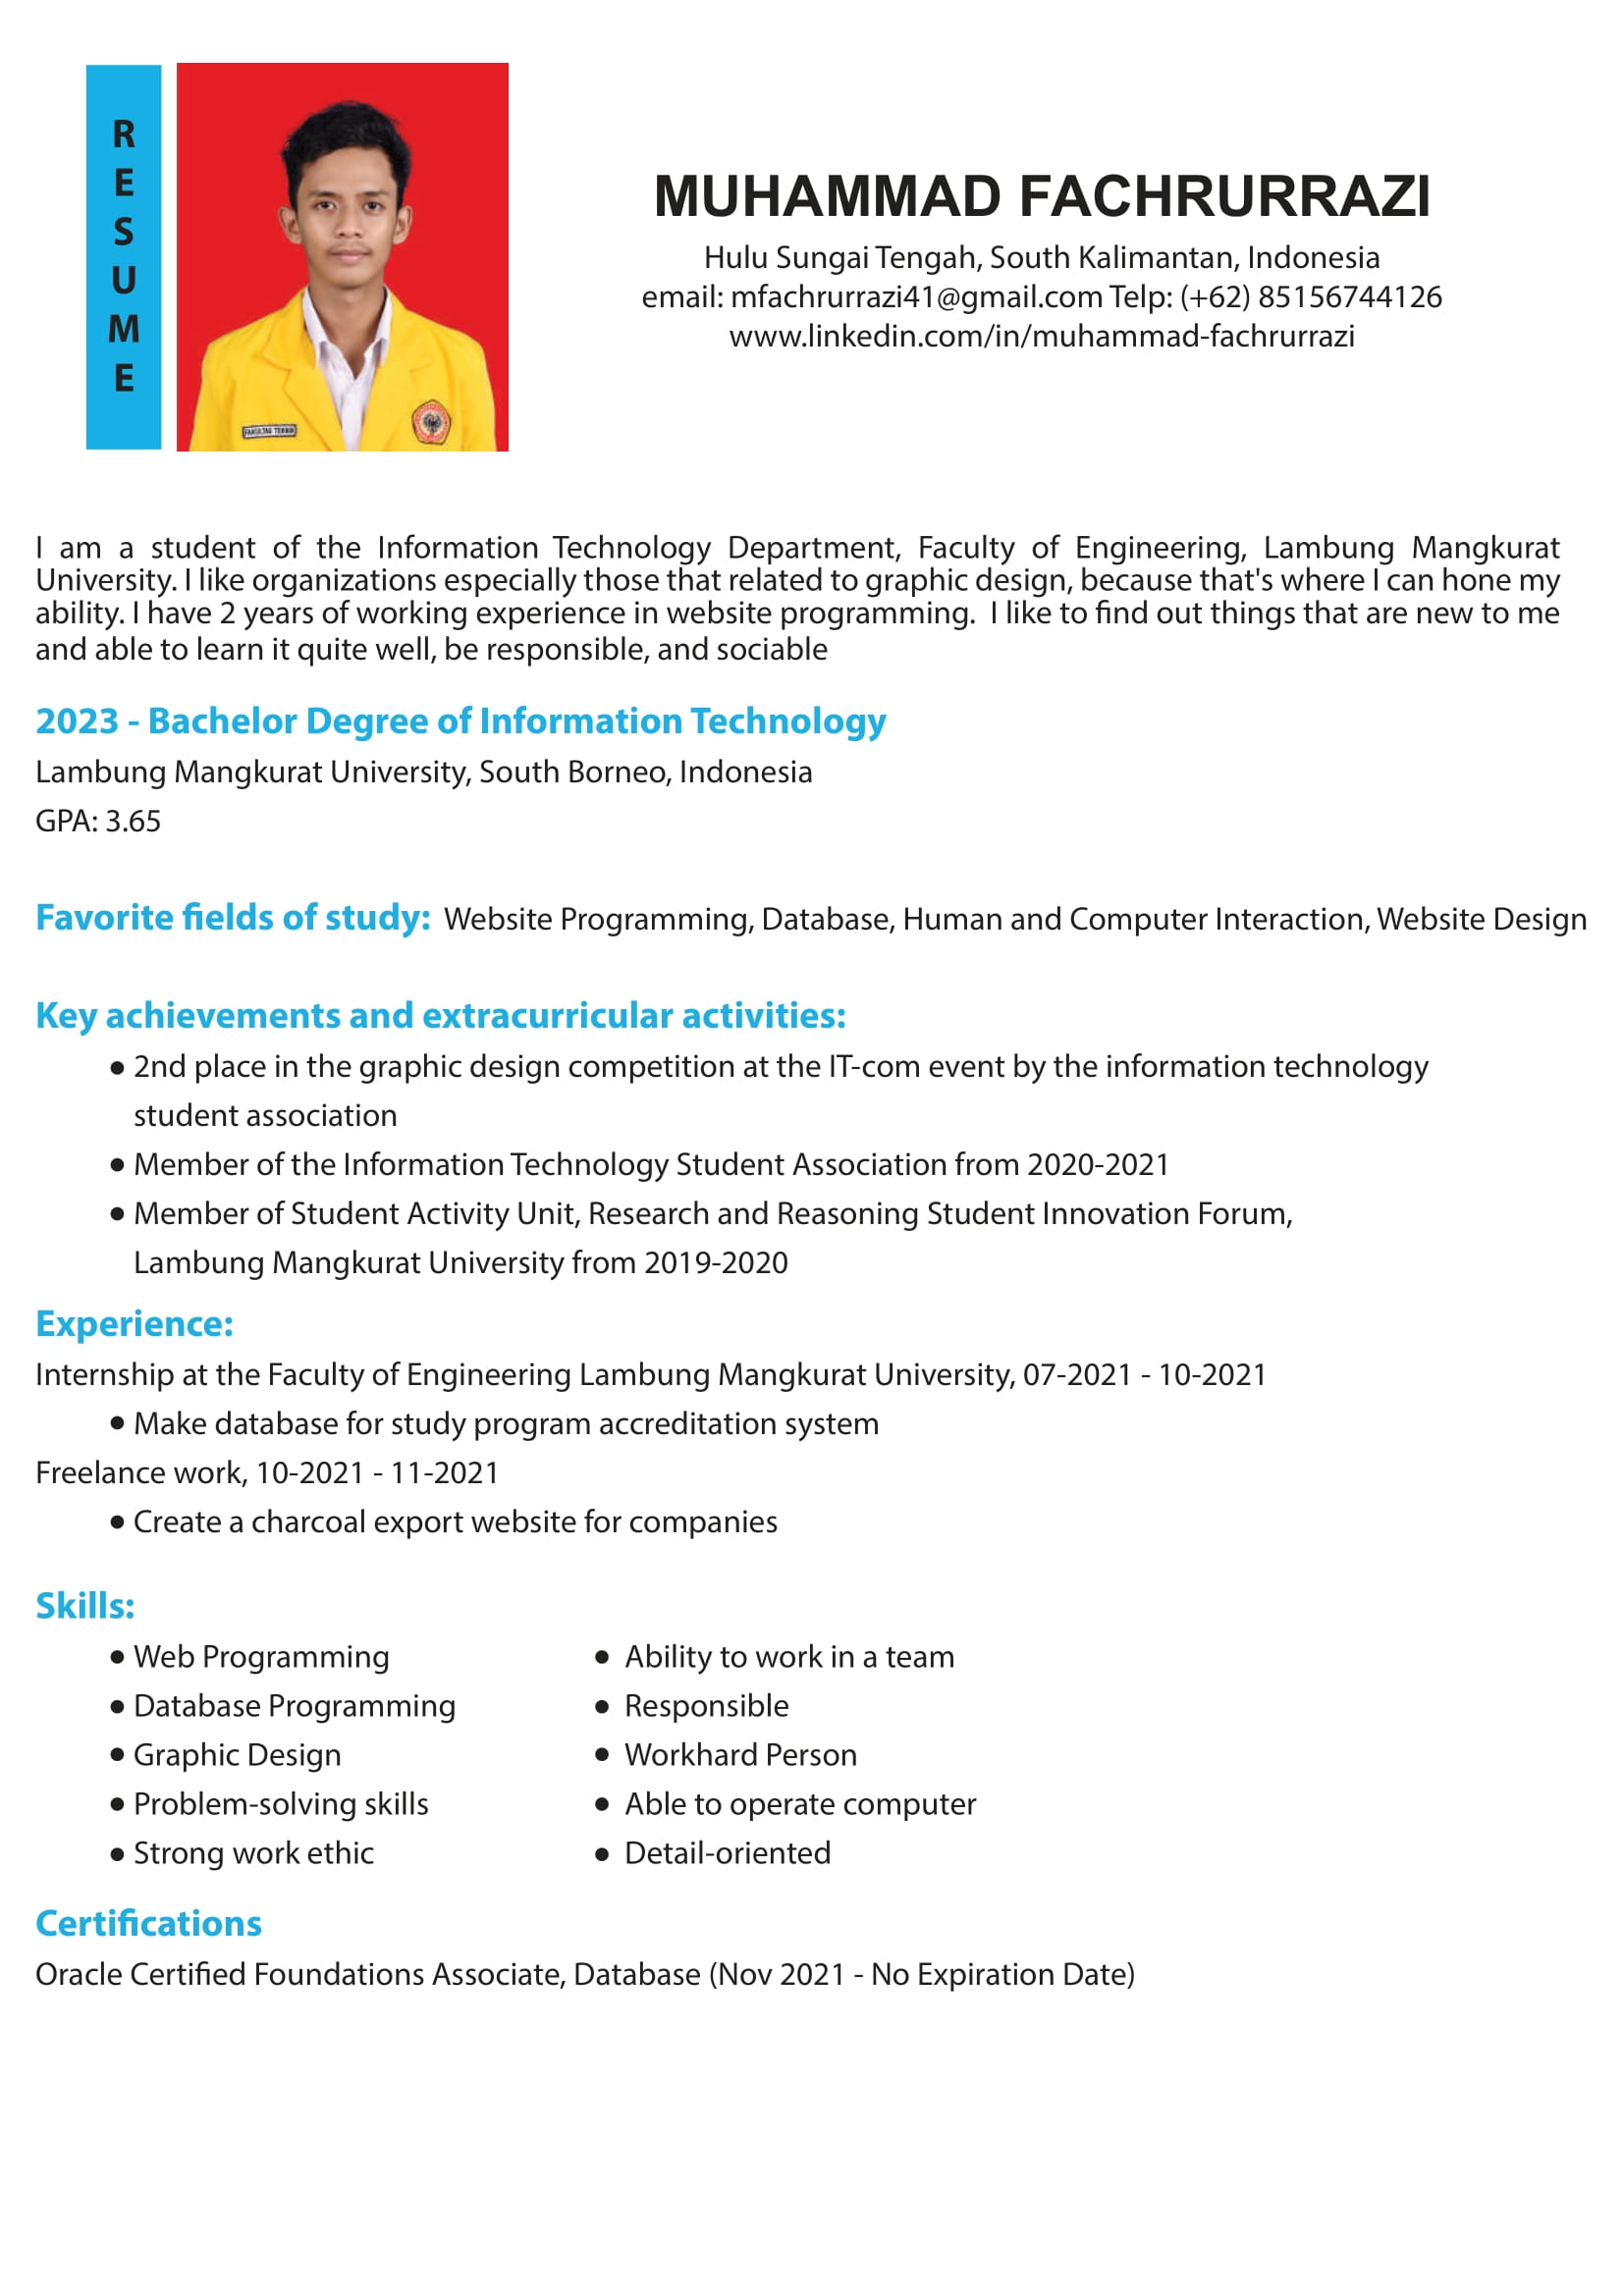 RESUME
MUHAMMAD FACHRURRAZI
Hulu Sungai Tengah, South Kalimantan, Indonesia
email: mfachrurrazi41@gmail.com Telp: (+62) 85156744126
www.linkedin.com/in/muhammad-fachrurrazi
FAKULTAS TEKNIK
I am a student of the Information Technology Department, Faculty of Engineering, Lambung Mangkurat
University. I like organizations especially those that related to graphic design, because that's where I can hone my
ability. I have 2 years of working experience in website programming.  I like to find out things that are new to me
and able to learn it quite well, be responsible, and sociable
2023 - Bachelor Degree of Information Technology
Lambung Mangkurat University, South Borneo, Indonesia
GPA: 3.65
Favorite fields of study: Website Programming, Database, Human and Computer Interaction, Website Design
Key achievements and extracurricular activities:
• 2nd place in the graphic design competition at the IT-com event by the information technology
student association
• Member of the Information Technology Student Association from 2020-2021
• Member of Student Activity Unit, Research and Reasoning Student Innovation Forum,
Lambung Mangkurat University from 2019-2020
Experience:
Internship at the Faculty of Engineering Lambung Mangkurat University, 07-2021 - 10-2021
• Make database for study program accreditation system
Freelance work, 10-2021 - 11-2021
• Create a charcoal export website for companies
Skills:
• Web Programming
• Database Programming
• Graphic Design
• Problem-solving skills
• Strong work ethic
• Ability to work in a team
• Responsible
• Workhard Person
• Able to operate computer
• Detail-oriented
Certifications
Oracle Certified Foundations Associate, Database (Nov 2021 - No Expiration Date)